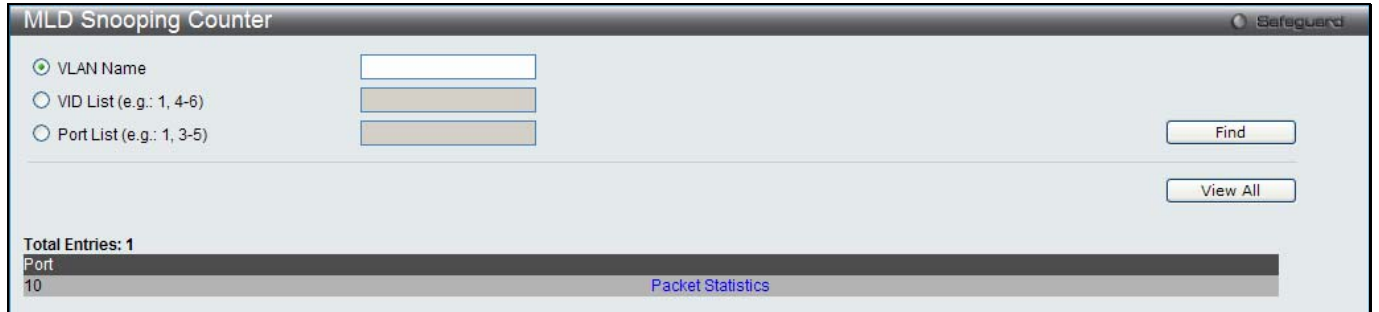 MLD Snooping Counter
Safeguard
VLAN Name
VID List (e.g.: 1, 4-6)
Port List (e.g.: 1, 3-5)
Find
View All
Total Entries: 1
Port
10 Packet Statistics